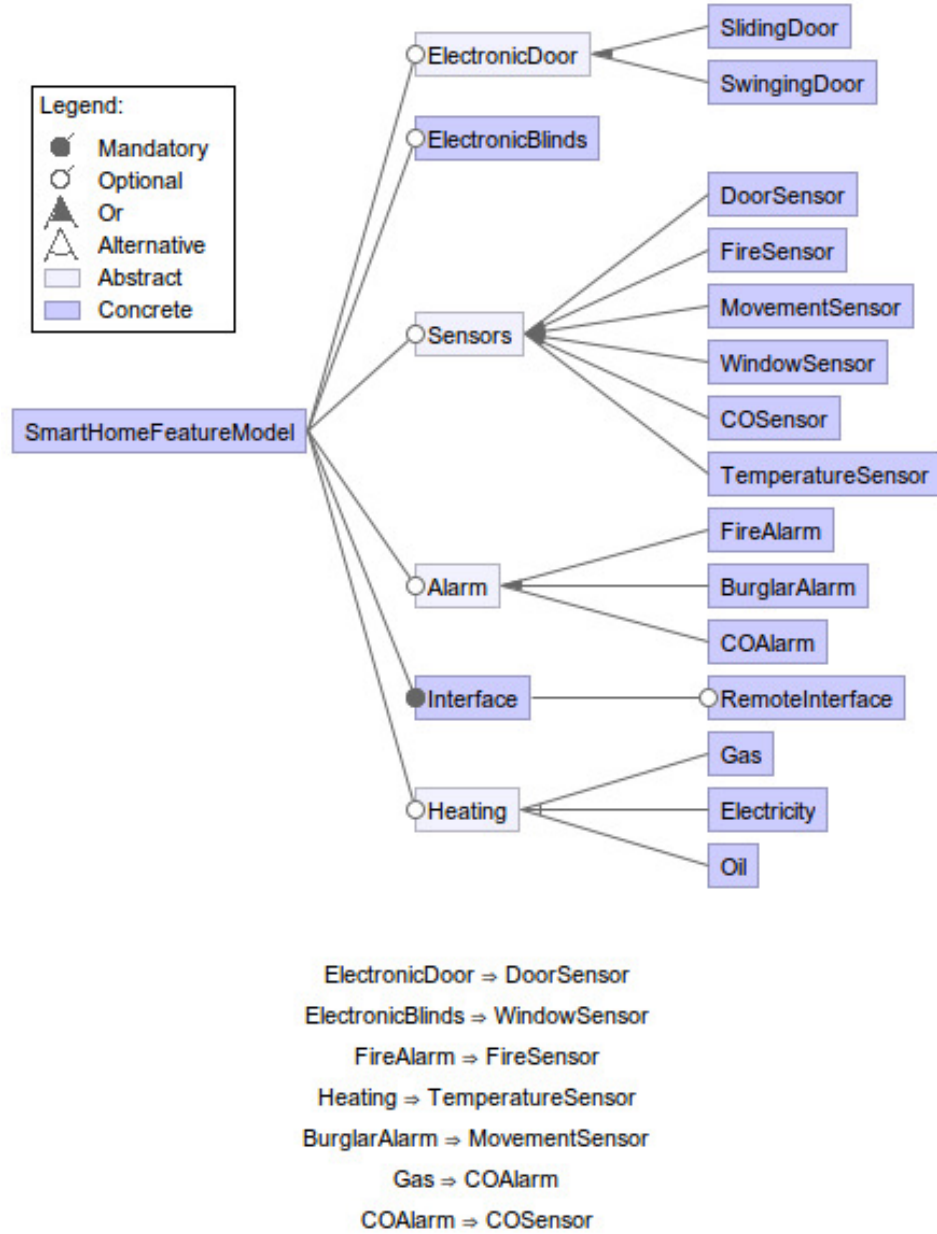 Legend:
Mandatory
Optional
Or
Alternative
Abstract
Concrete
SmartHomeFeatureModel
ElectronicDoor
SlidingDoor
SwingingDoor
ElectronicBlinds
Sensors
DoorSensor
FireSensor
MovementSensor
WindowSensor
COSensor
TemperatureSensor
Alarm
FireAlarm
BurglarAlarm
COAlarm
Interface
RemoteInterface
Heating
Gas
Electricity
Oil
ElectronicDoor ⇒ DoorSensor
ElectronicBlinds ⇒ WindowSensor
FireAlarm ⇒ FireSensor
Heating ⇒ TemperatureSensor
BurglarAlarm ⇒ MovementSensor
Gas ⇒ COAlarm
COAlarm ⇒ COSensor